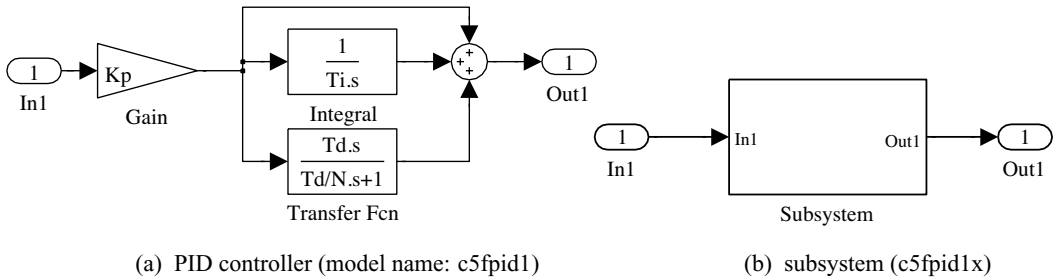 1
In1
Kp
Gain
1
Ti.s
Integral
Td.s
Td/N.s+1
Transfer Fcn
+
+
+
1
Out1
(a) PID controller (model name: c5fpid1)
1
In1
In1
Out1
Subsystem
1
Out1
(b) subsystem (c5fpid1x)